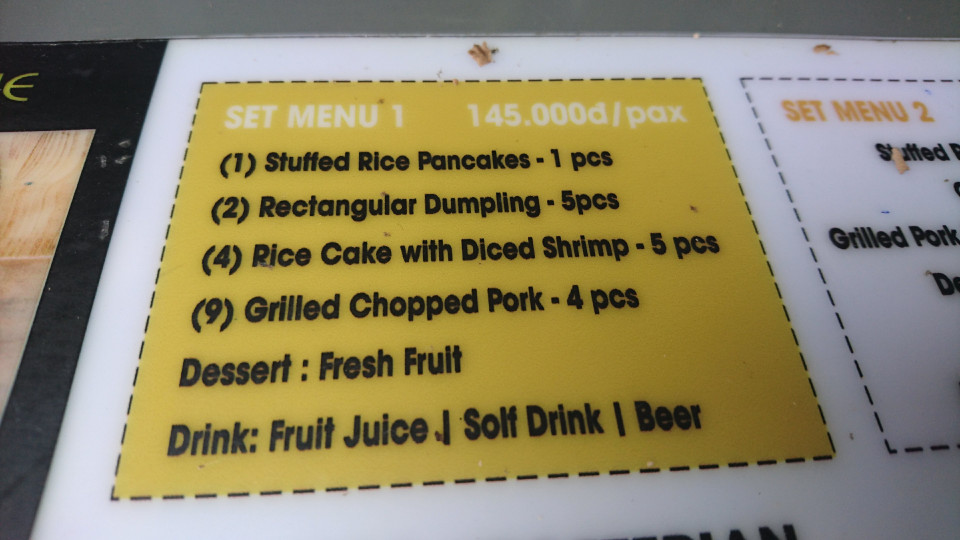 SET MENU 1 145.000đ/pax
(1) Stuffed Rice Pancakes - 1 pcs
(2) Rectangular Dumpling - 5pcs
(4) Rice Cake with Diced Shrimp - 5 pcs
(9) Grilled Chopped Pork - 4 pcs
Dessert : Fresh Fruit
Drink: Fruit Juice | Solf Drink | Beer
SET MENU 2
Stuffed
Grilled Pork